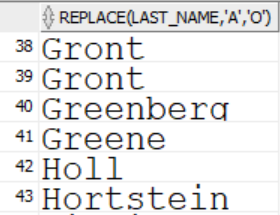 REPLACE(LAST_NAME,'A','O')
38 Gront
39 Gront
40 Greenberg
41 Greene
42 Holl
43 Hortstein